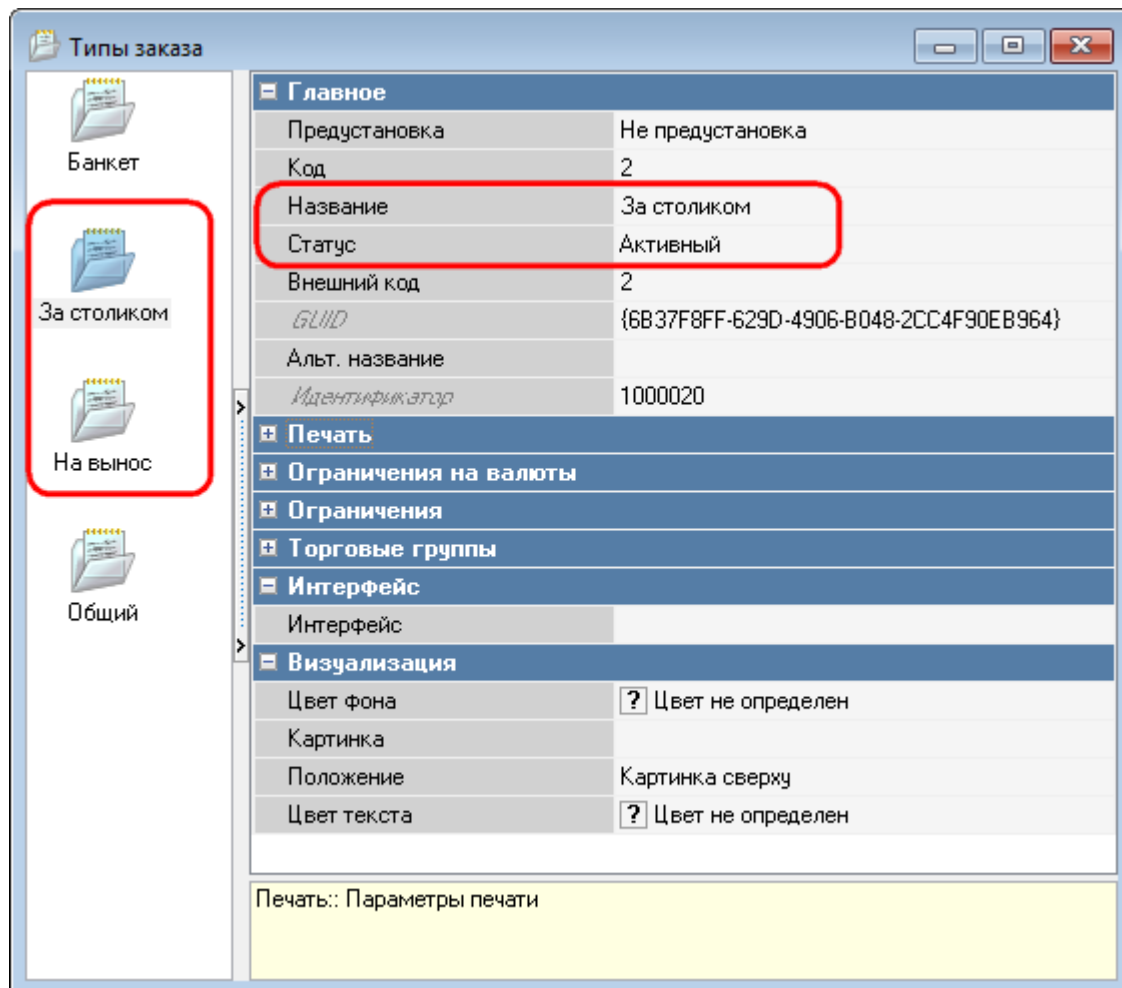 Типы заказа
Банкет
За столиком
На вынос
Общий
Главное
Предустановка Не предустановка
Код 2
Название За столиком
Статус Активный
Внешний код 2
GUID {6B37F8FF-629D-4906-B048-2CC4F90EB964}
Альт. название
Идентификатор 1000020
Печать
Ограничения на валюты
Ограничения
Торговые группы
Интерфейс
Интерфейс
Визуализация
Цвет фона ? Цвет не определен
Картинка
Положение Картинка сверху
Цвет текста ? Цвет не определен
Печать:: Параметры печати